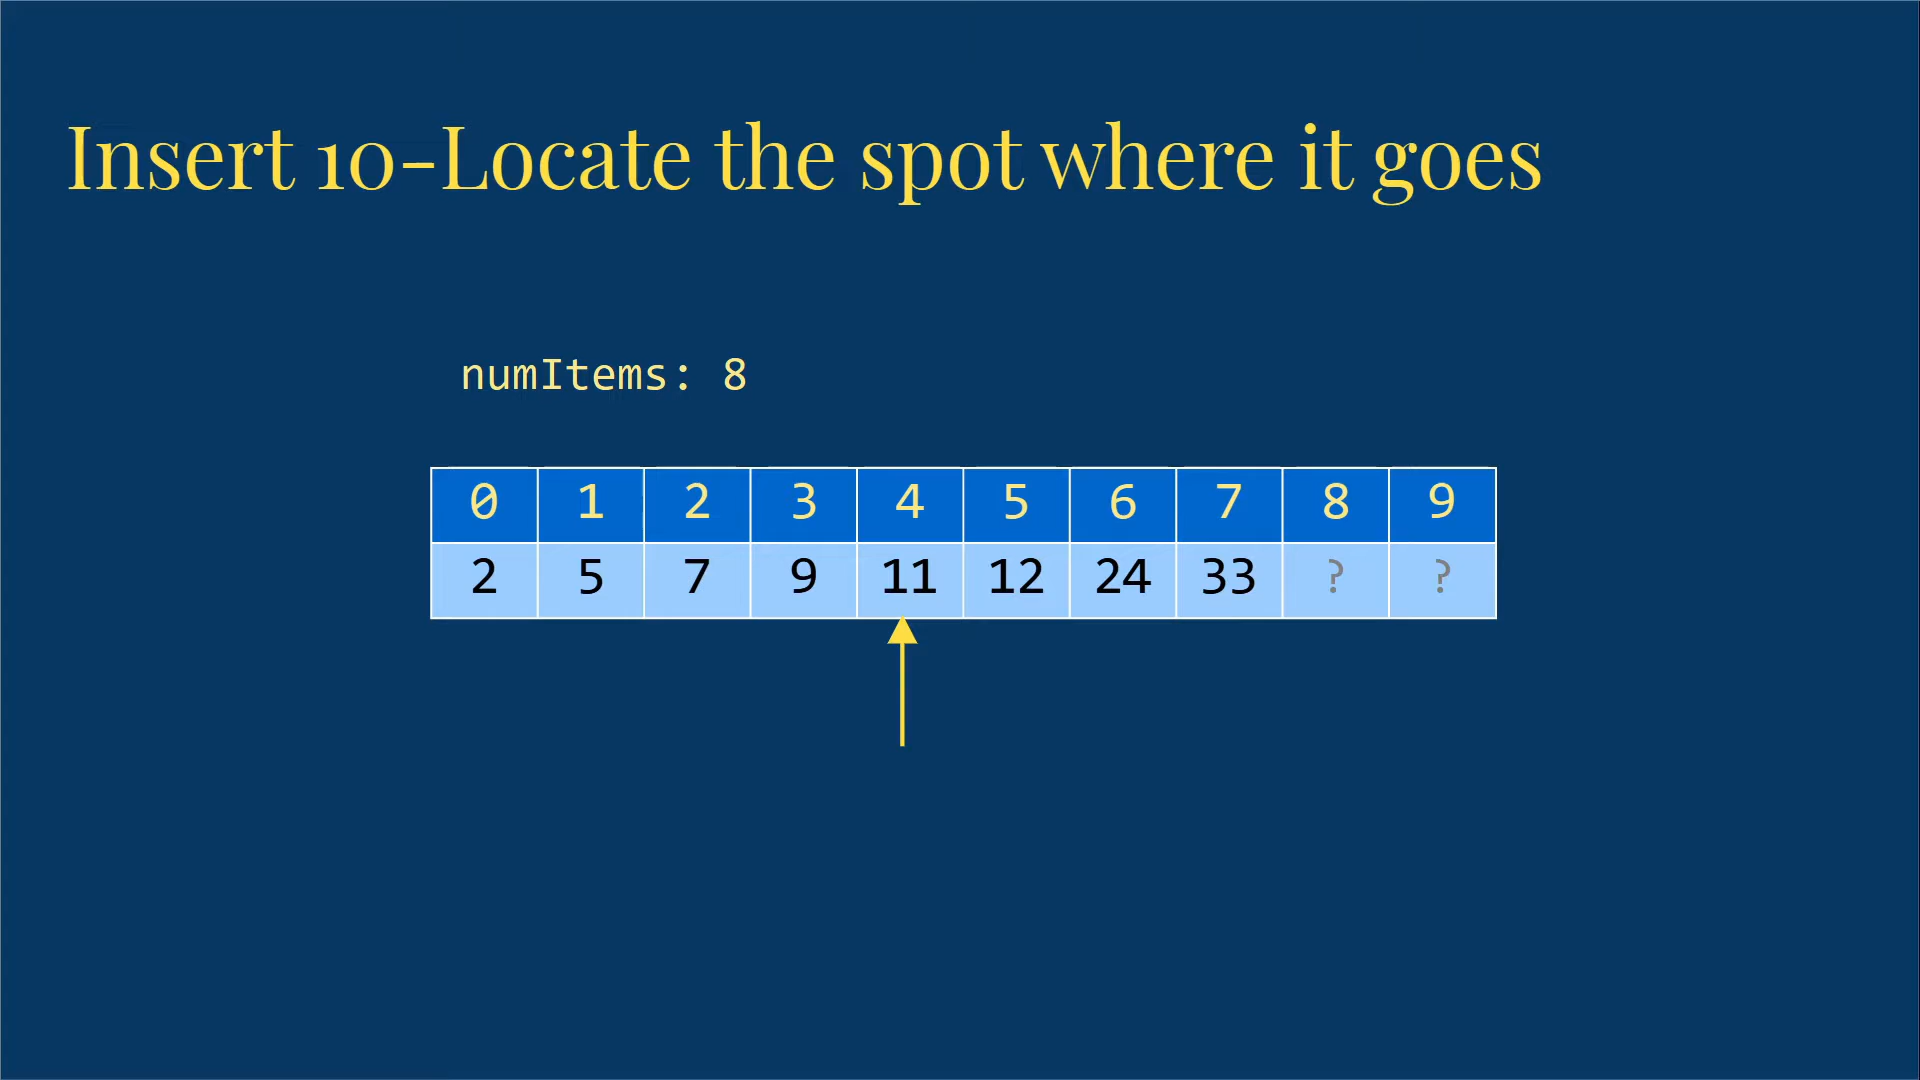 Insert 10-Locate the spot where it goes
numItems: 8
0 1 2 3 4 5 6 7 8 9
2 5 7 9 11 12 24 33 ? ?